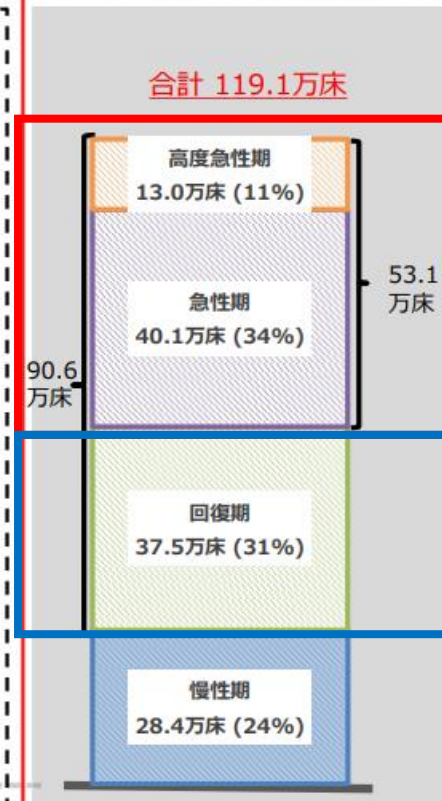 合計 119.1万床
高度急性期
13.0万床 (11%)
急性期
40.1万床 (34%)
53.1
万床
90.6
万床
回復期
37.5万床 (31%)
慢性期
28.4万床 (24%)